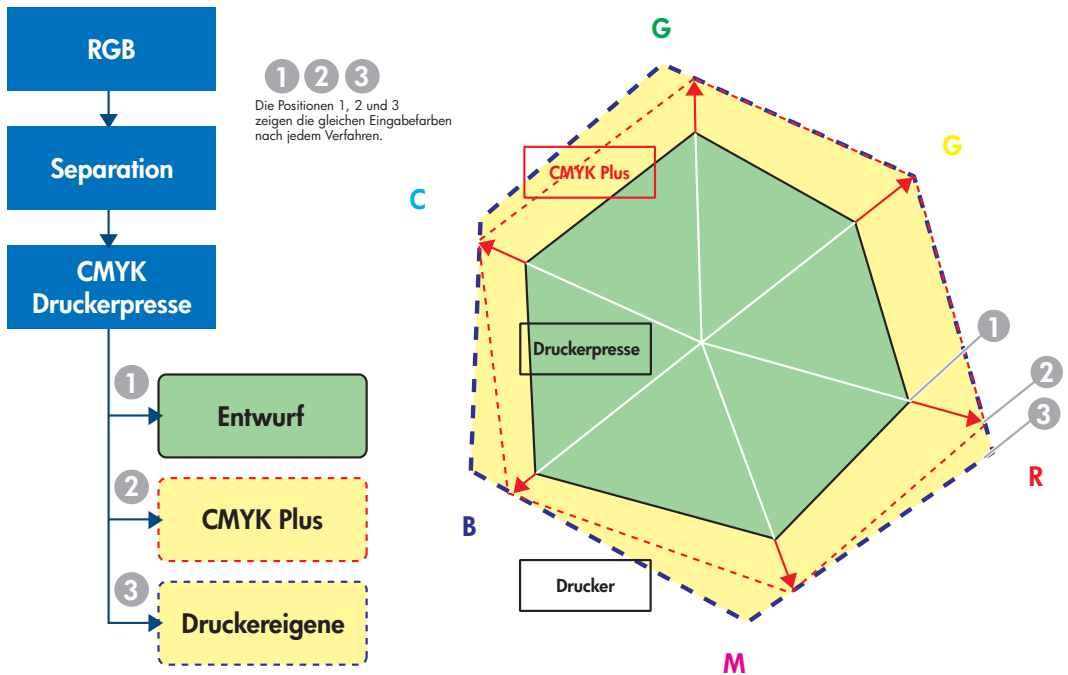 RGB
Separation
CMYK
Druckerpresse
1
Entwurf
2
CMYK Plus
3
Druckereigene
1 2 3
Die Positionen 1, 2 und 3
zeigen die gleichen Eingabefarben
nach jedem Verfahren.
G
G
C
CMYK Plus
Druckerpresse
1
2
3
R
B
Drucker
M